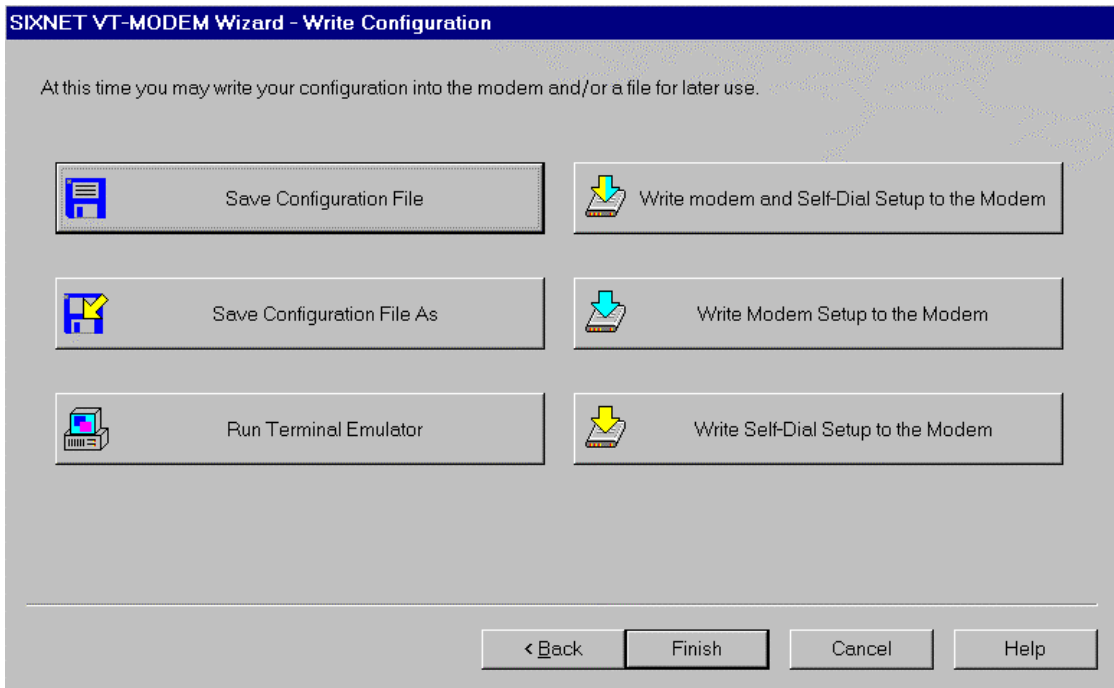 SIXNET VT-MODEM Wizard - Write Configuration
At this time you may write your configuration into the modem and/or a file for later use.
Save Configuration File
Write modem and Self-Dial Setup to the Modem
Save Configuration File As
Write Modem Setup to the Modem
Run Terminal Emulator
Write Self-Dial Setup to the Modem
< Back
Finish
Cancel
Help